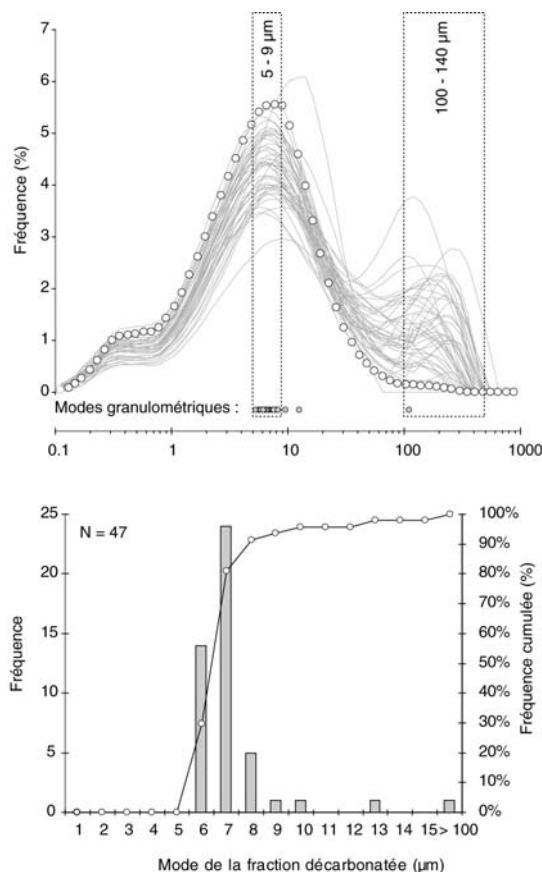 7
6
5
4
3
2
1
0
Fréquence (%)
5 - 9 µm
100 - 140 µm
Modes granulométriques :
0.1 1 10 100 1000
25
20
15
10
5
0
Fréquence
N = 47
100%
90%
80%
70%
60%
50%
40%
30%
20%
10%
0%
Fréquence cumulée (%)
1 2 3 4 5 6 7 8 9 10 11 12 13 14 15 > 100
Mode de la fraction décarbonatée (µm)